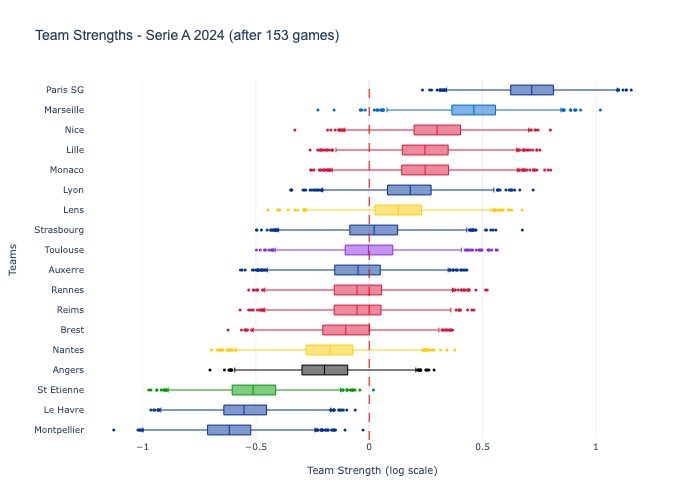 Team Strengths - Serie A 2024 (after 153 games)
Teams
Paris SG
Marseille
Nice
Lille
Monaco
Lyon
Lens
Strasbourg
Toulouse
Auxerre
Rennes
Reims
Brest
Nantes
Angers
St Etienne
Le Havre
Montpellier
−1 −0.5 0 0.5 1
Team Strength (log scale)